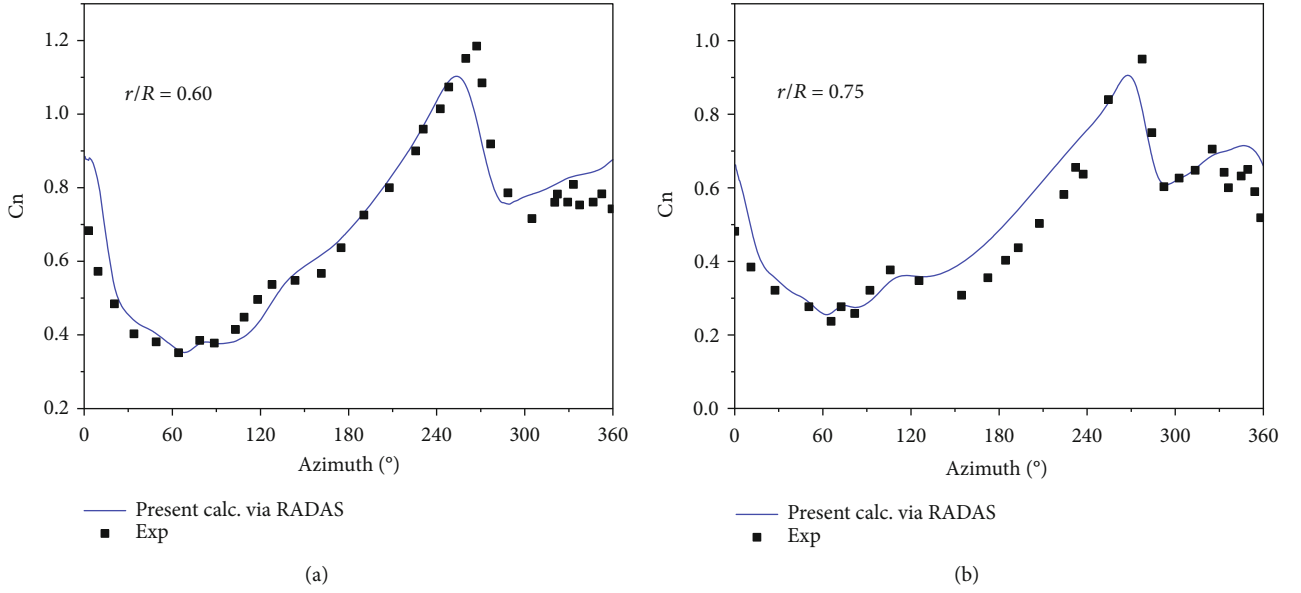 1.2
1.0
0.8
0.6
0.4
0.2
Cn
r/R = 0.60
0 60 120 180 240 300 360
Azimuth (°)
Present calc. via RADAS
Exp
(a)
1.0
0.8
0.6
0.4
0.2
0.0
Cn
r/R = 0.75
0 60 120 180 240 300 360
Azimuth (°)
Present calc. via RADAS
Exp
(b)